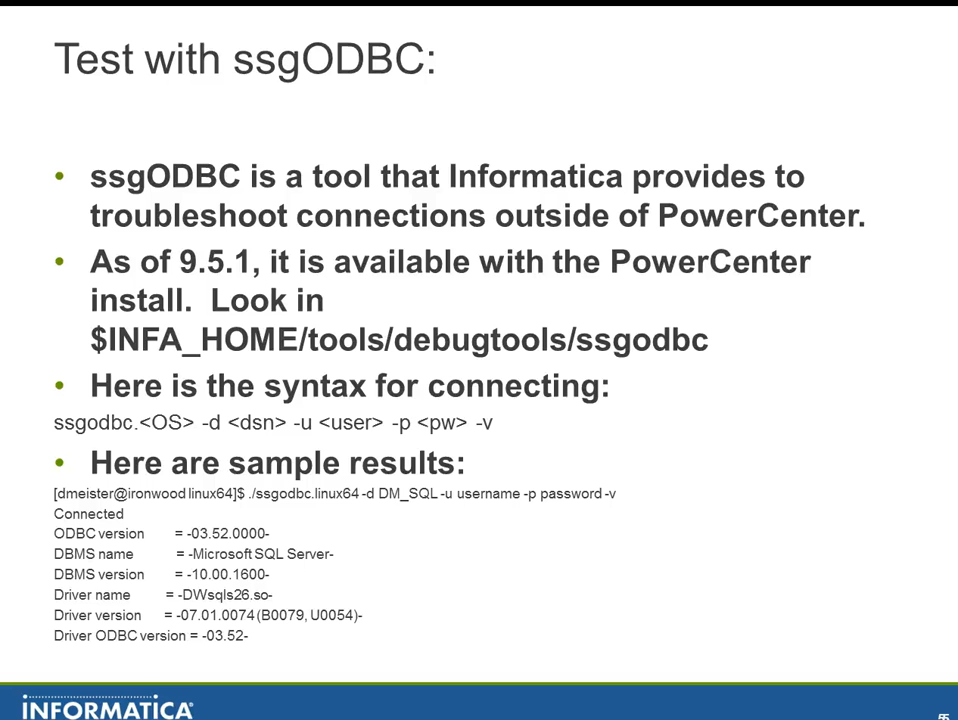 Test with ssgODBC:
• ssgODBC is a tool that Informatica provides to
troubleshoot connections outside of PowerCenter.
• As of 9.5.1, it is available with the PowerCenter
install.  Look in
$INFA_HOME/tools/debugtools/ssgodbc
• Here is the syntax for connecting:
ssgodbc.<OS> -d <dsn> -u <user> -p <pw> -v
• Here are sample results:
[dmeister@ironwood linux64]$ ./ssgodbc.linux64 -d DM_SQL -u username -p password -v
Connected
ODBC version = -03.52.0000-
DBMS name = -Microsoft SQL Server-
DBMS version = -10.00.1600-
Driver name = -DWsqls26.so-
Driver version = -07.01.0074 (B0079, U0054)-
Driver ODBC version = -03.52-
INFORMATICA